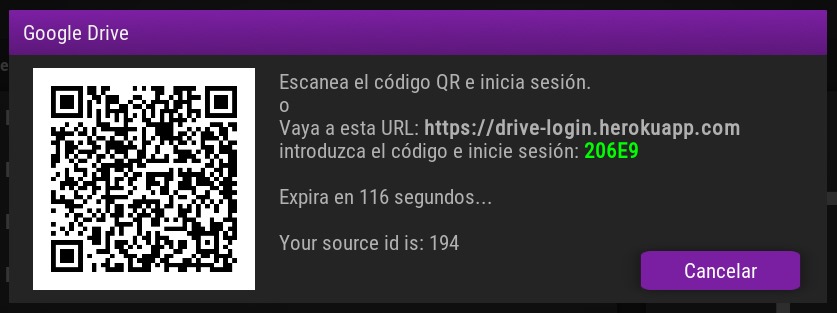 Google Drive
Escanea el código QR e inicia sesión.
o
Vaya a esta URL: https://drive-login.herokuapp.com
introduzca el código e inicie sesión: 206E9
Expira en 116 segundos...
Your source id is: 194
Cancelar